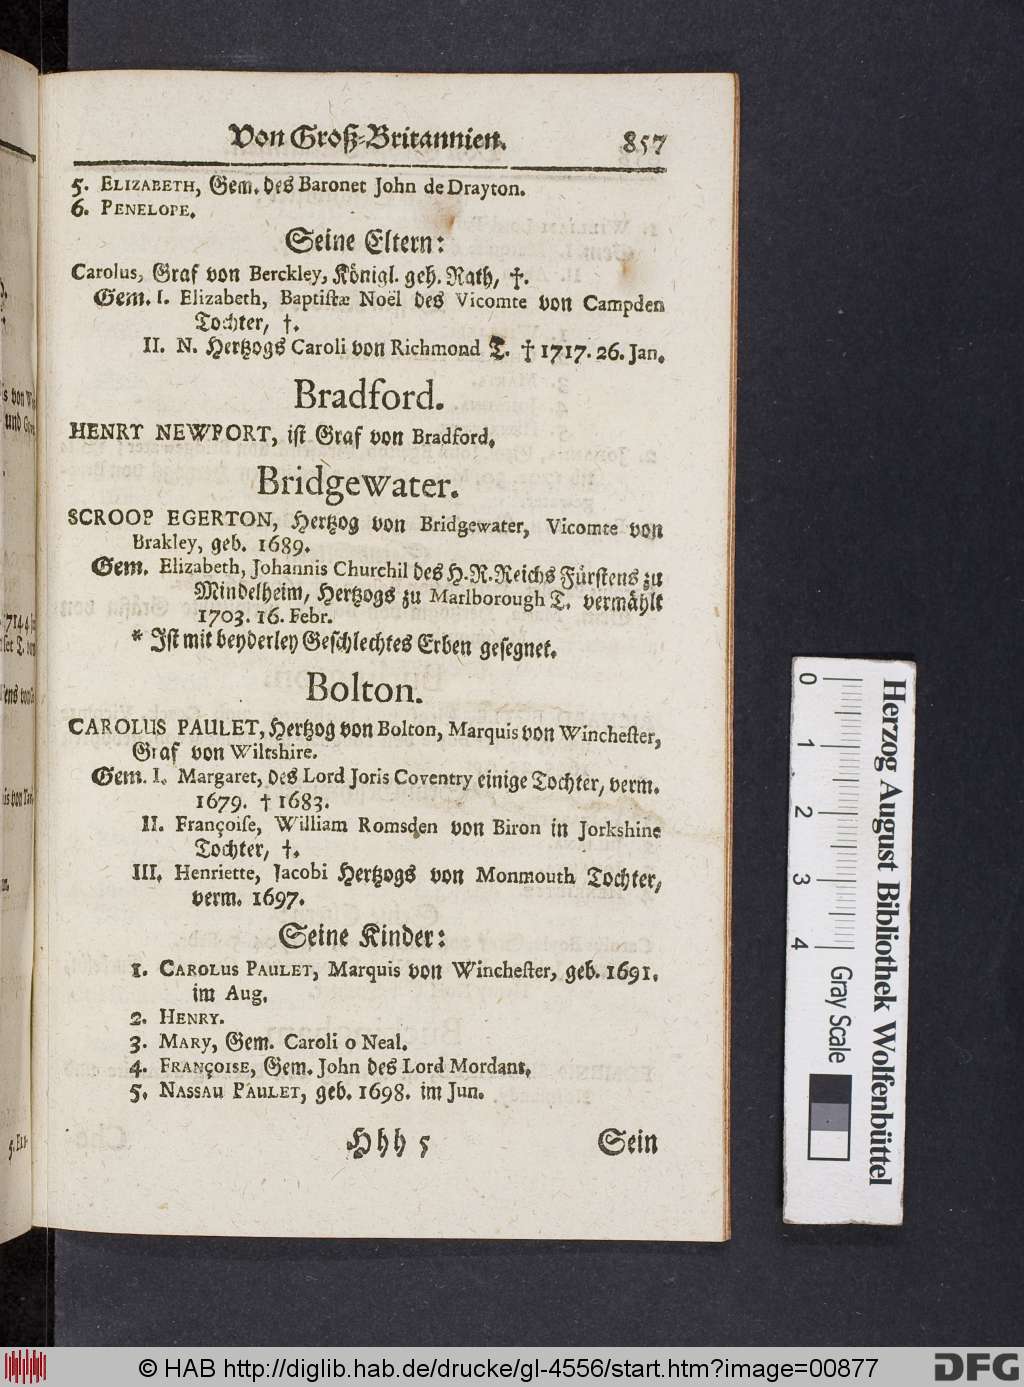 Von Groß-Britannien. 857
5. ELIZABETH, Gem. des Baronet John de Drayton.
6. PENELOPE.
Seine Eltern:
Carolus, Graf von Berckley, Königl. geh. Rath, †.
Gem. I. Elizabeth, Baptistæ Noël des Vicomte von Campden
Tochter, †.
II. N. Hertzogs Caroli von Richmond T. † 1717. 26. Jan.
Bradford.
HENRY NEWPORT, ist Graf von Bradford.
Bridgewater.
SCROOP EGERTON, Hertzog von Bridgewater, Vicomte von
Brakley, geb. 1689.
Gem. Elizabeth, Johannis Churchil des H. R. Reichs Fürstens zu
Mindelheim, Hertzogs zu Marlborough T. vermählt
1703. 16. Febr.
* Ist mit beyderley Geschlechtes Erben gesegnet.
Bolton.
CAROLUS PAULET, Hertzog von Bolton, Marquis von Winchester,
Graf von Wiltshire.
Gem. I. Margaret, des Lord Joris Coventry einige Tochter, verm.
1679. † 1683.
II. Françoise, William Romsden von Biron in Jorkshine
Tochter, †.
III. Henriette, Jacobi Hertzogs von Monmouth Tochter,
verm. 1697.
Seine Kinder:
1. CAROLUS PAULET, Marquis von Winchester, geb. 1691.
im Aug.
2. HENRY.
3. MARY, Gem. Caroli o Neal.
4. FRANÇOISE, Gem. John des Lord Mordant.
5. NASSAU PAULET, geb. 1698. im Jun.
Hhh 5 Sein
Herzog August Bibliothek Wolfenbüttel
0 1 2 3 4 Gray Scale
© HAB http://diglib.hab.de/drucke/gl-4556/start.htm?image=00877
DFG